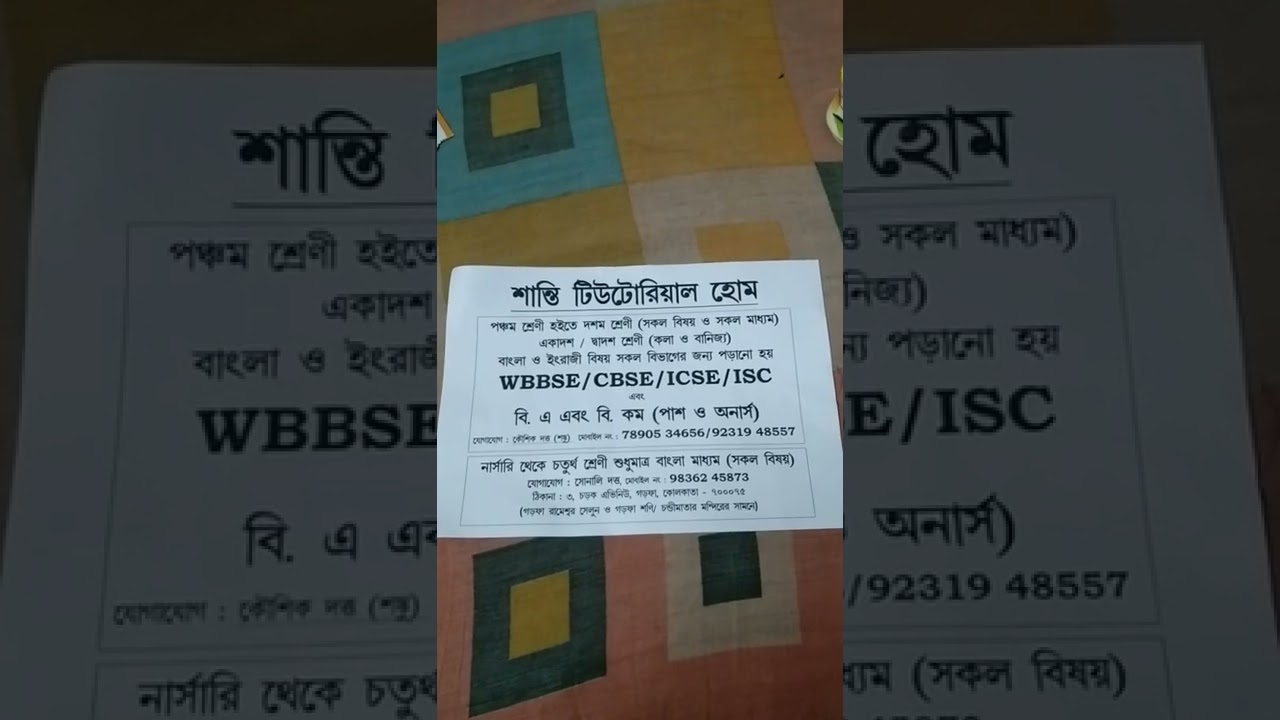 শান্তি টিউটোরিয়াল হোম
পঞ্চম শ্রেণী হইতে দশম শ্রেণী (সকল বিষয় ও সকল মাধ্যম)
একাদশ / দ্বাদশ শ্রেণী (কলা ও বানিজ্য)
বাংলা ও ইংরাজী বিষয় সকল বিভাগের জন্য পড়ানো হয়
WBBSE/CBSE/ICSE/ISC
এবং
বি. এ এবং বি. কম (পাশ ও অনার্স)
যোগাযোগ : কৌশিক দত্ত (শম্ভু) মোবাইল নং : 78905 34656/92319 48557
নার্সারি থেকে চতুর্থ শ্রেণী শুধুমাত্র বাংলা মাধ্যম (সকল বিষয়)
যোগাযোগ : সোনালি দত্ত, মোবাইল নং : 98362 45873
ঠিকানা : ৩, চড়ক এভিনিউ, গড়ফা, কোলকাতা - ৭০০০৭৫
(গড়ফা রামেশ্বর সেলুন ও গড়ফা শণি/ চন্ডীমাতার মন্দিরের সামনে)